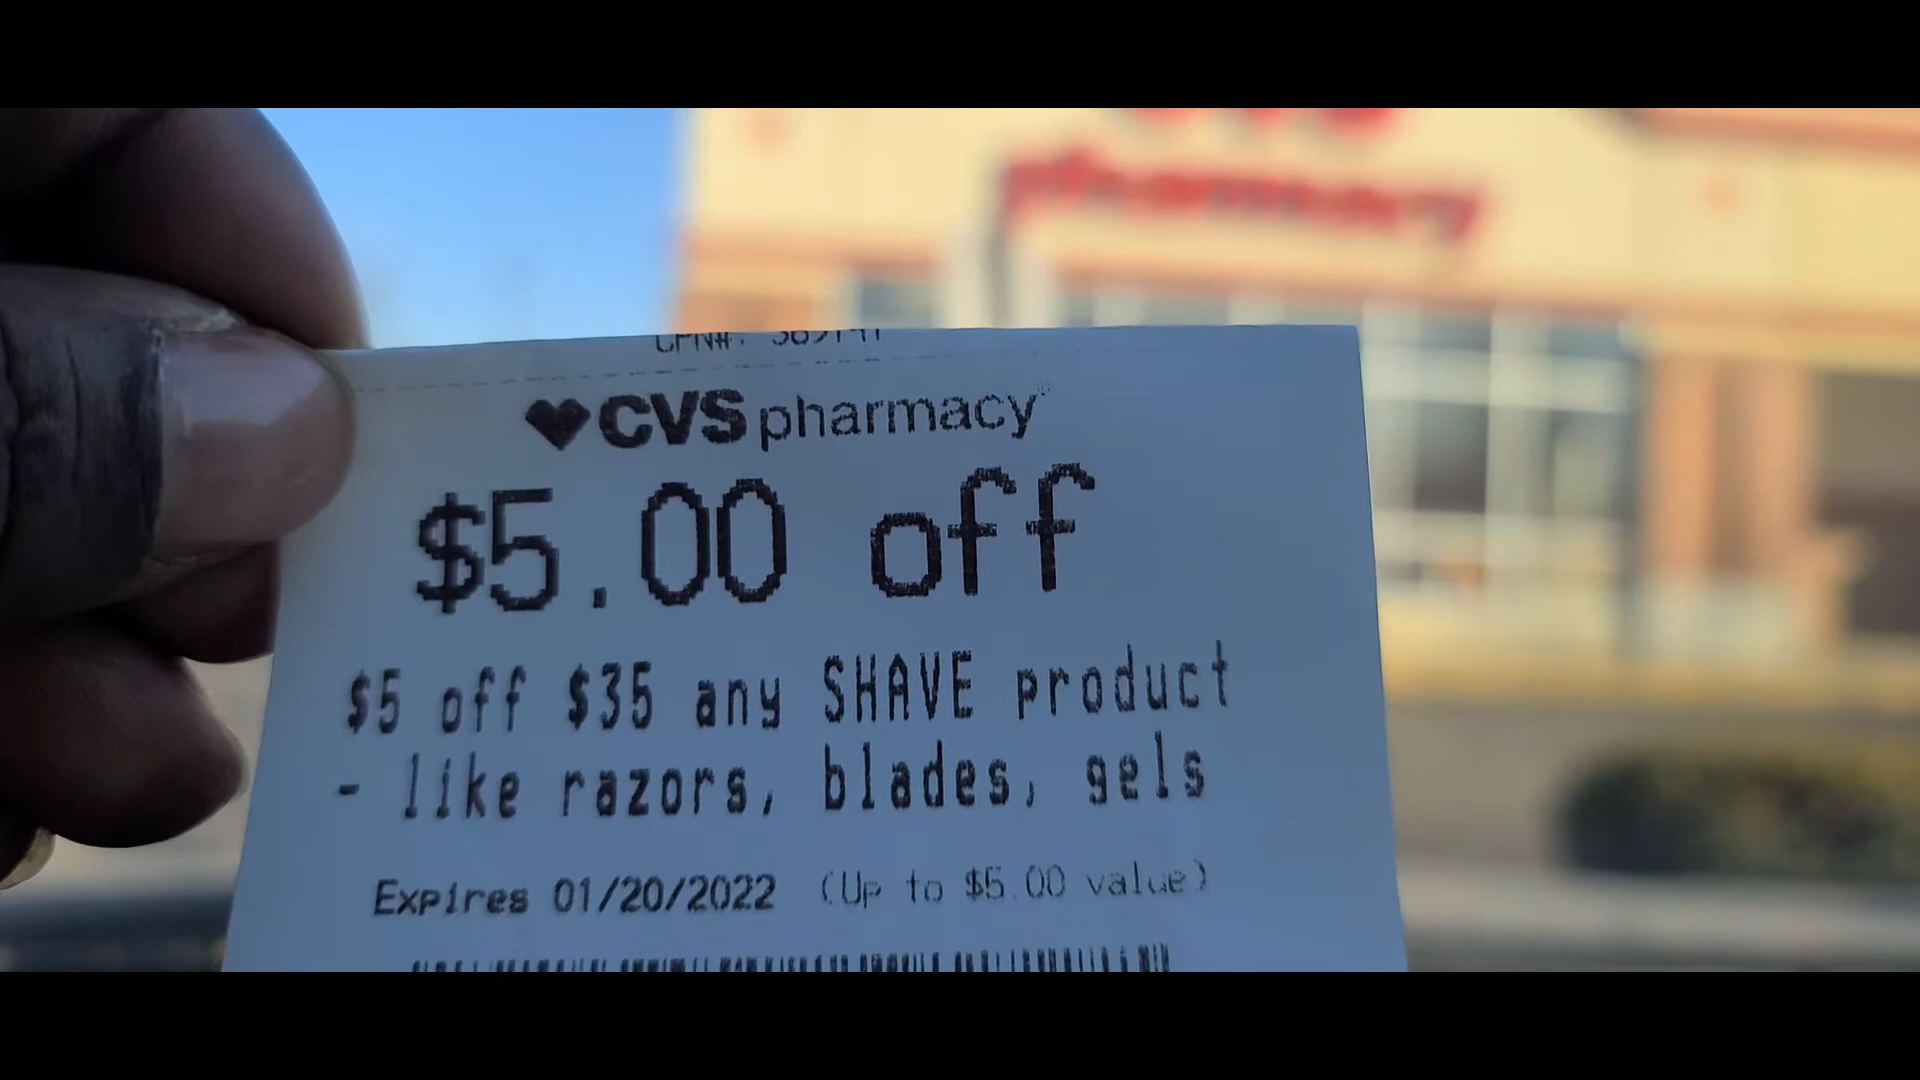 pharmacy
CVS pharmacy
$5.00 off
$5 off $35 any SHAVE product
- like razors, blades, gels
Expires 01/20/2022 (Up to $5.00 value)